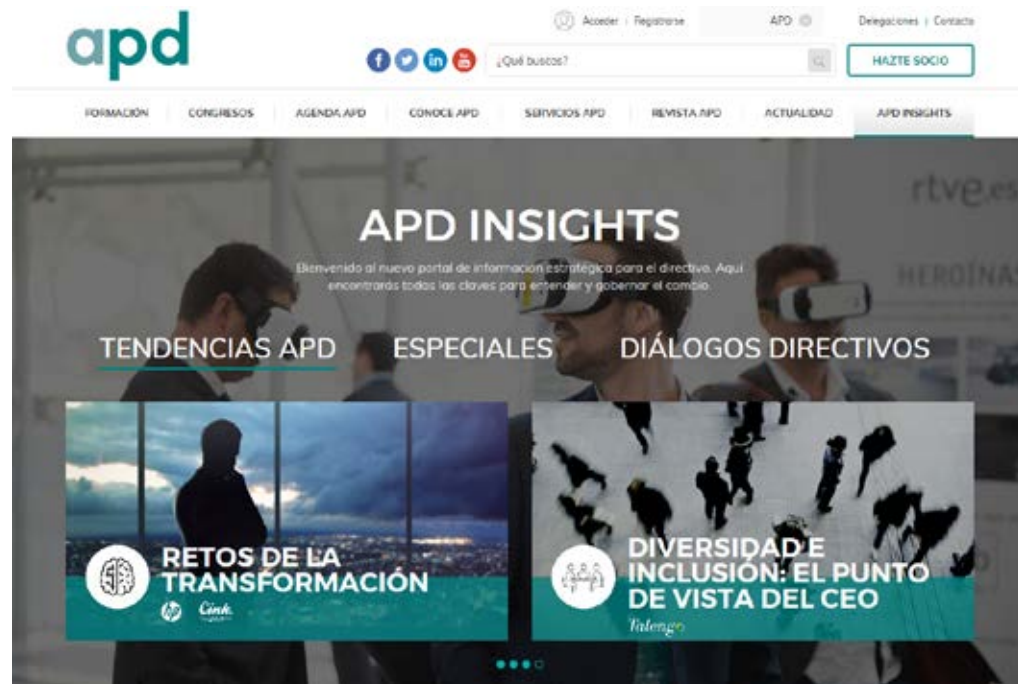 apd
Acceder | Registrarse
APD
Delegaciones | Contacto
¿Qué buscas?
HAZTE SOCIO
FORMACIÓN
CONGRESOS
AGENDA APD
CONOCE APD
SERVICIOS APD
REVISTA APD
ACTUALIDAD
APD INSIGHTS
rtve.es
HEROÍNAS
APD INSIGHTS
Bienvenido al nuevo portal de información estratégica para el directivo. Aquí
encontrarás todas las claves para entender y gobernar el cambio.
TENDENCIAS APD
ESPECIALES
DIÁLOGOS DIRECTIVOS
RETOS DE LA
TRANSFORMACIÓN
hp Cink
DIVERSIDAD E
INCLUSIÓN: EL PUNTO
DE VISTA DEL CEO
Talengo